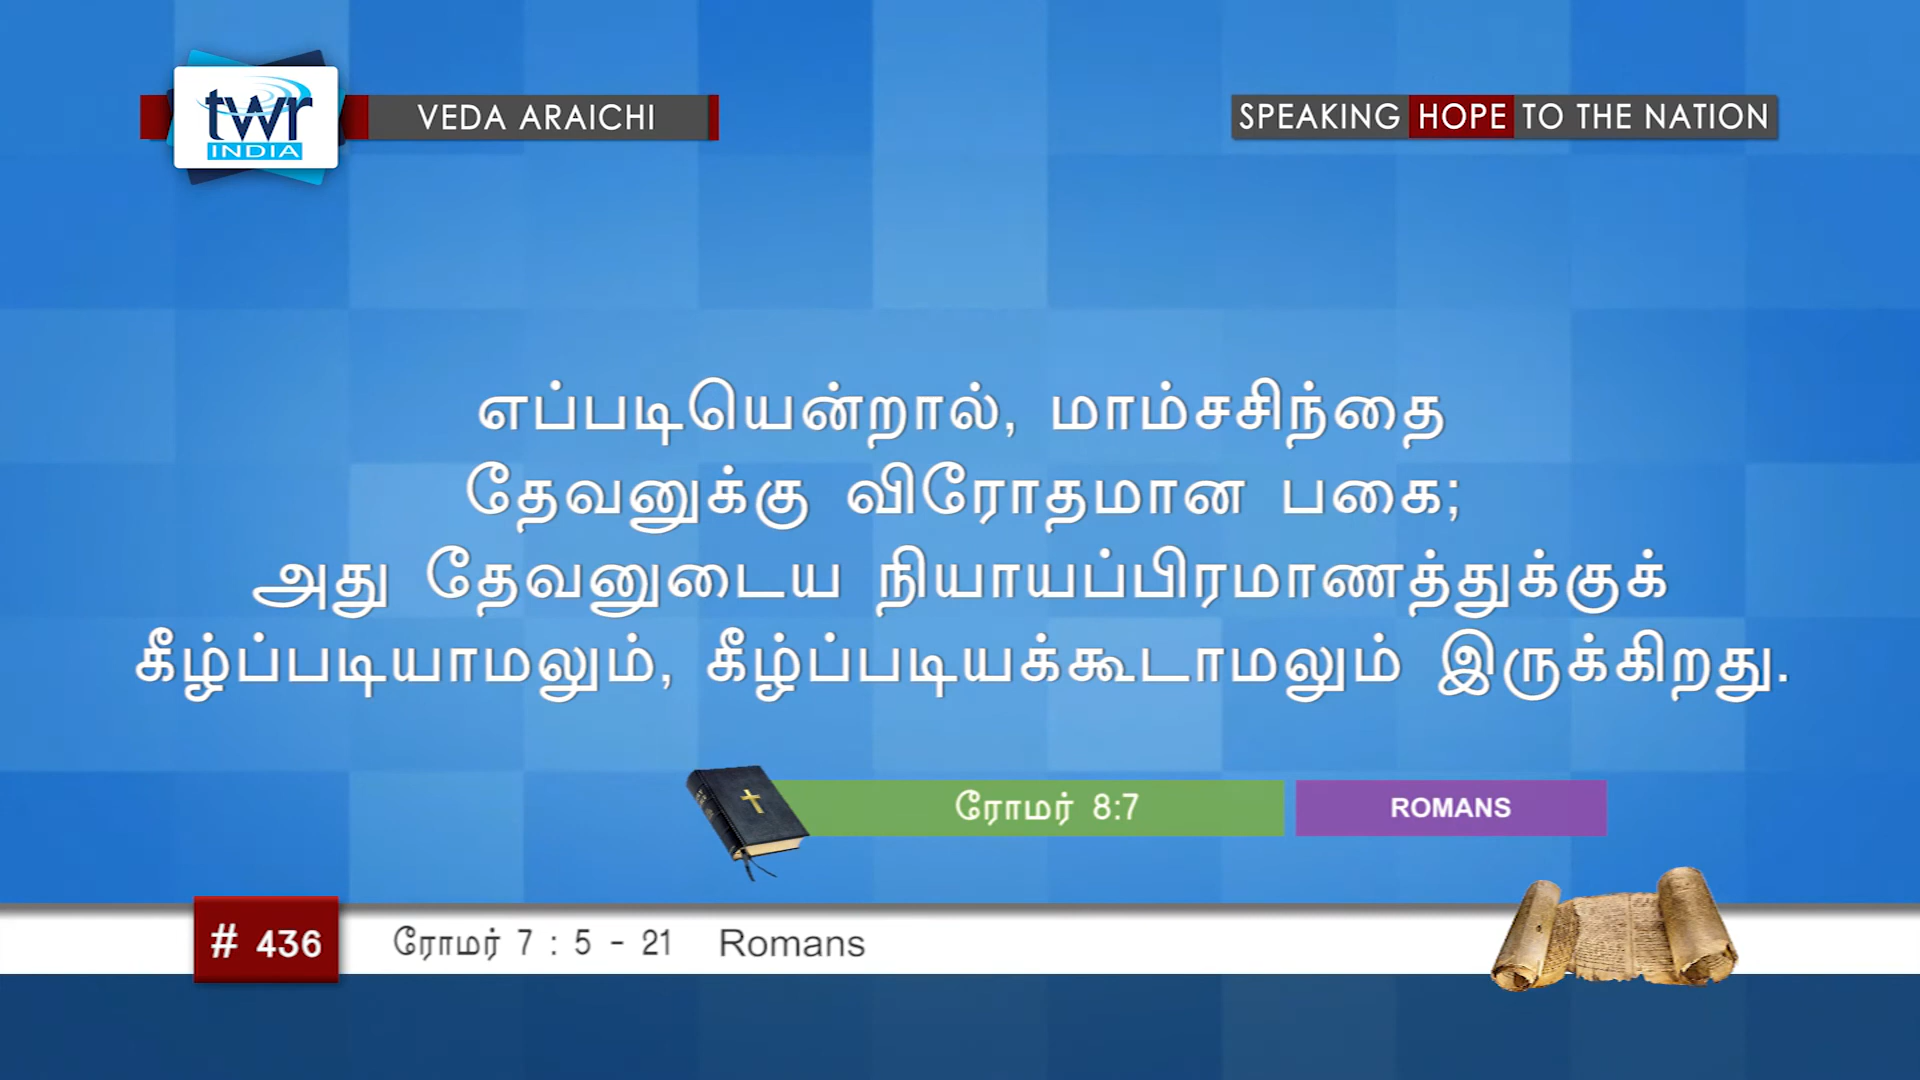 twr
INDIA
VEDA ARAICHI
SPEAKING HOPE TO THE NATION
எப்படியென்றால், மாம்சசிந்தை
தேவனுக்கு விரோதமான பகை;
அது தேவனுடைய நியாயப்பிரமாணத்துக்குக்
கீழ்ப்படியாமலும், கீழ்ப்படியக்கூடாமலும் இருக்கிறது.
ரோமர் 8:7
ROMANS
# 436
ரோமர் 7 : 5 - 21 Romans